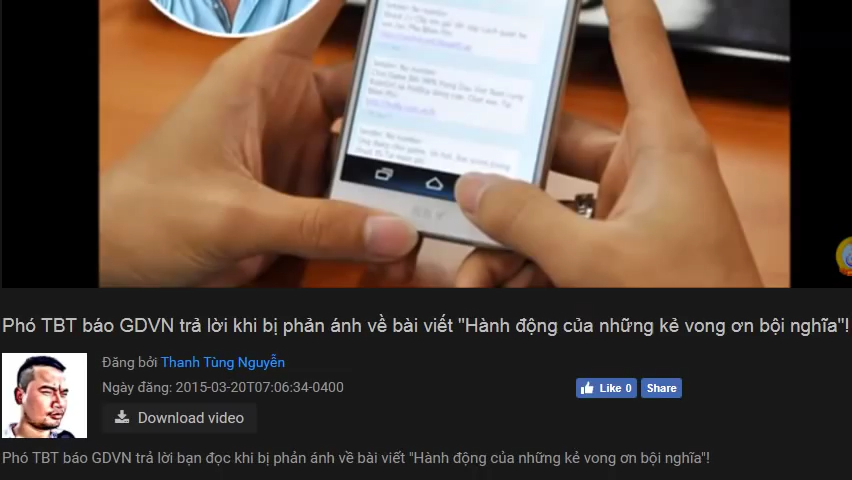 Phó TBT báo GDVN trả lời khi bị phản ánh về bài viết "Hành động của những kẻ vong ơn bội nghĩa"!
Đăng bởi Thanh Tùng Nguyễn
Ngày đăng: 2015-03-20T07:06:34-0400
Like 0 Share
Download video
Phó TBT báo GDVN trả lời bạn đọc khi bị phản ánh về bài viết "Hành động của những kẻ vong ơn bội nghĩa"!